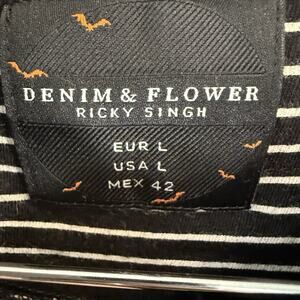 DENIM & FLOWER
RICKY SINGH
EUR L
USA L
MEX 42